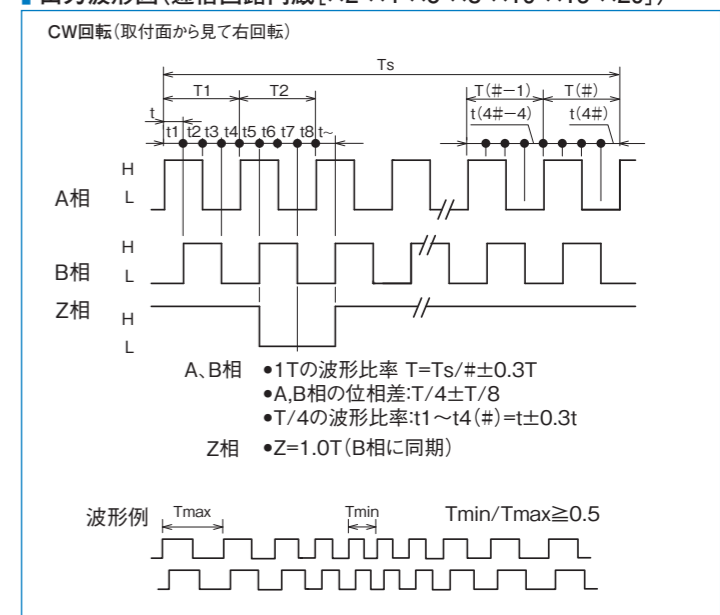 CW回転（取付面から見て右回転）
Ts
T1 T2 T(#−1) T(#)
t t(4#−4) t(4#)
t1 t2 t3 t4 t5 t6 t7 t8 t~
H
A相 L
H
B相 L
Z相 H
L
A、B相 •1Tの波形比率 T=Ts/#±0.3T
•A,B相の位相差:T/4±T/8
•T/4の波形比率:t1～t4(#)=t±0.3t
Z相 •Z=1.0T(B相に同期)
波形例 Tmax Tmin Tmin/Tmax≧0.5